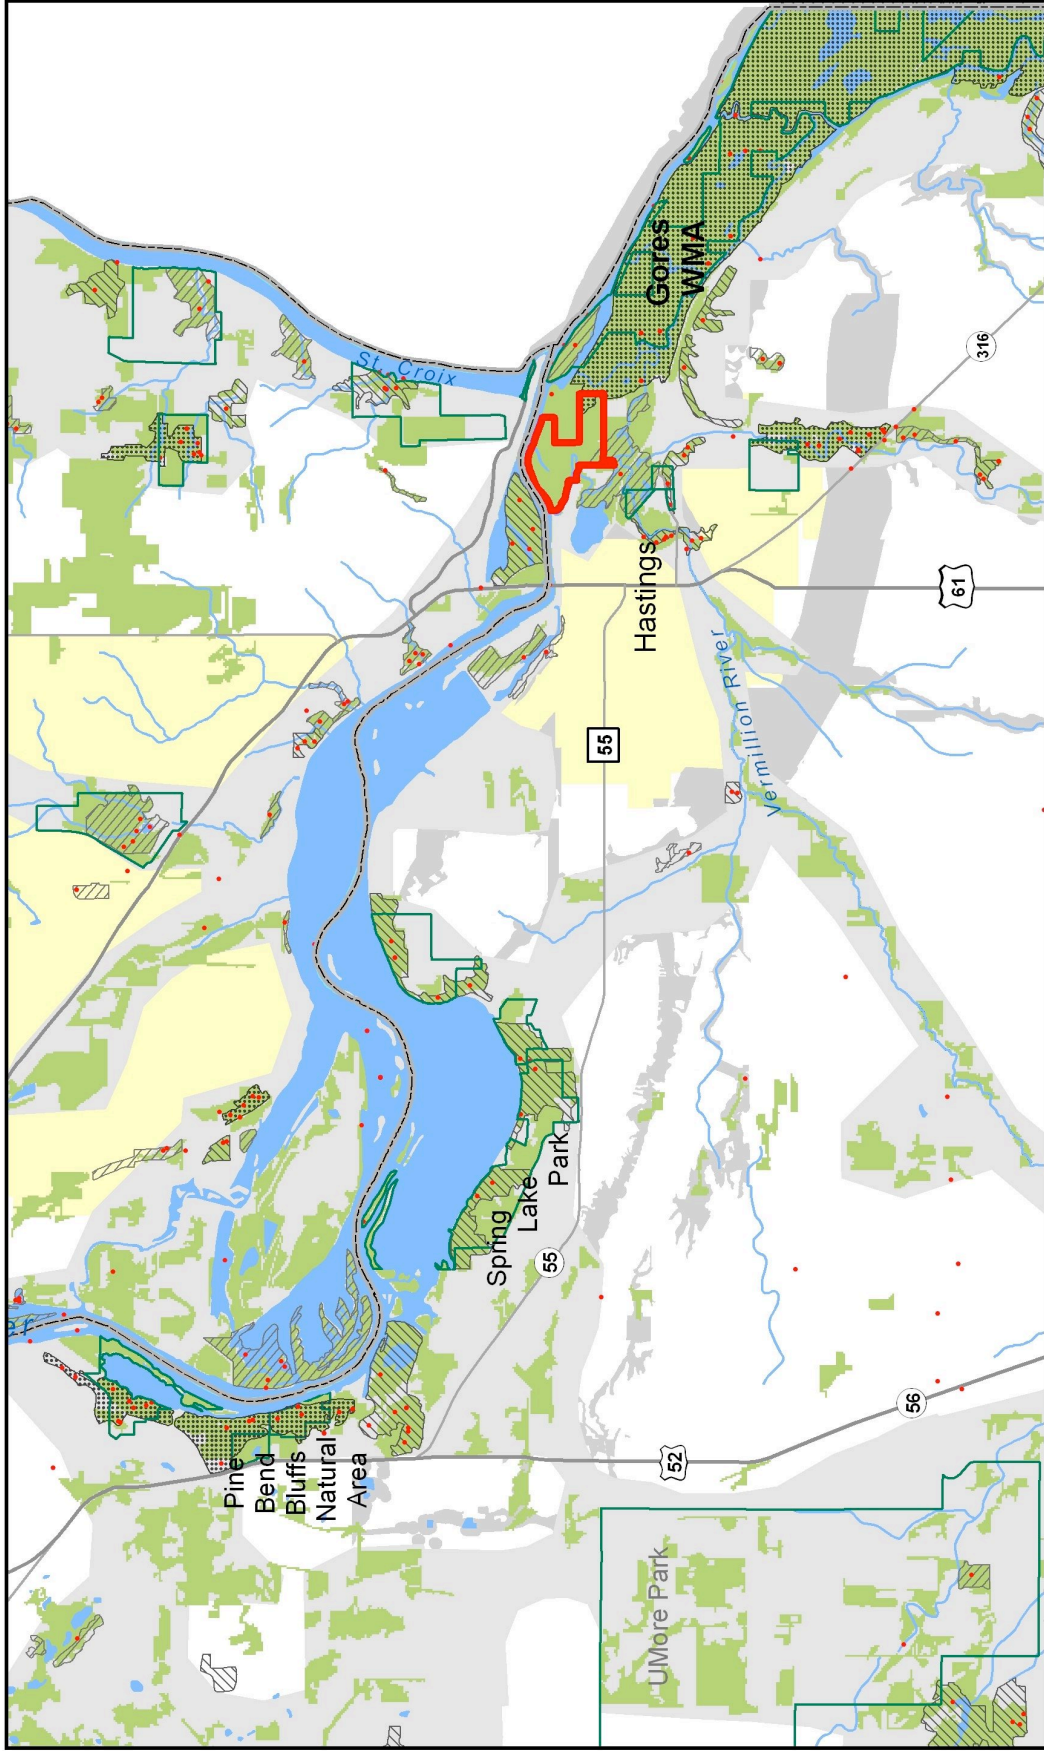 Pine
Bend
Bluffs
Natural
Area
St. Croix
Spring
Lake
Park
55
55
Hastings
Gores
WMA
UMore Park
52
Vermillion River
56
61
316